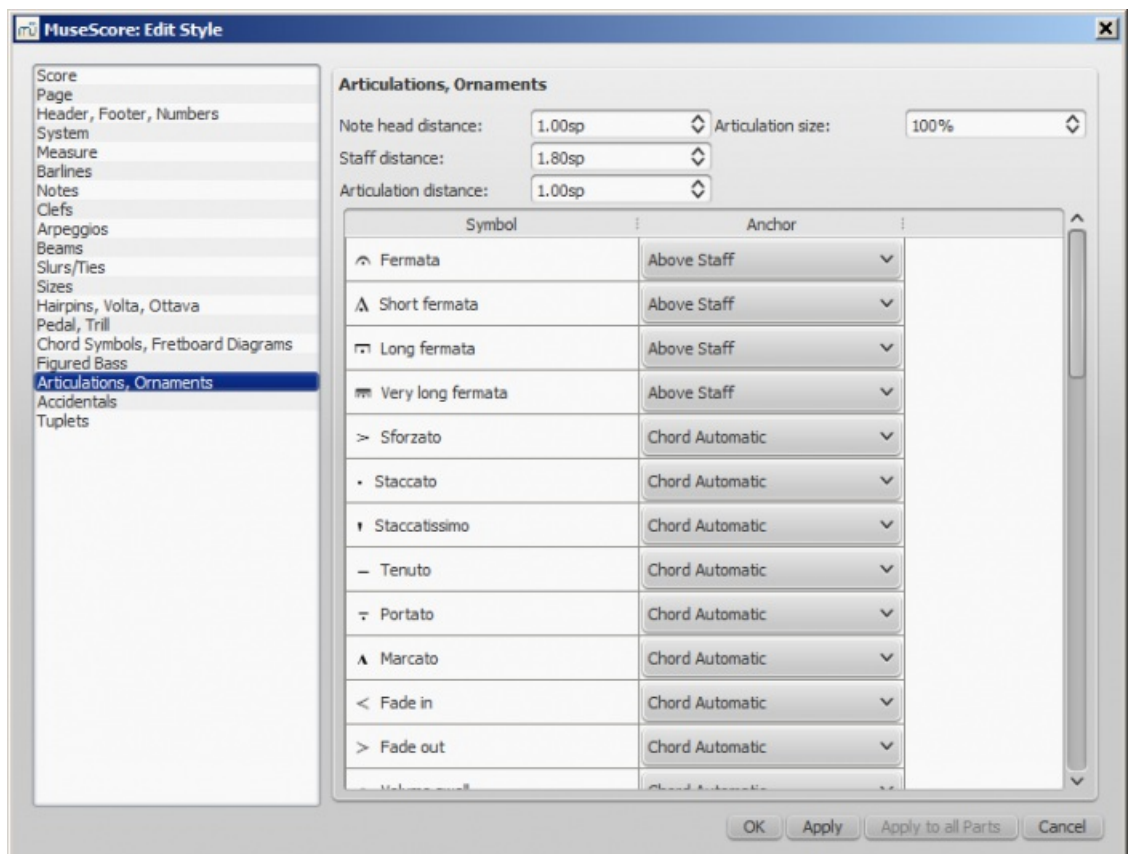 MuseScore: Edit Style
Score
Page
Header, Footer, Numbers
System
Measure
Barlines
Notes
Clefs
Arpeggios
Beams
Slurs/Ties
Sizes
Hairpins, Volta, Ottava
Pedal, Trill
Chord Symbols, Fretboard Diagrams
Figured Bass
Articulations, Ornaments
Accidentals
Tuplets
Articulations, Ornaments
Note head distance: 1.00sp Articulation size: 100%
Staff distance: 1.80sp
Articulation distance: 1.00sp
Symbol Anchor
Fermata Above Staff
Short fermata Above Staff
Long fermata Above Staff
Very long fermata Above Staff
Sforzato Chord Automatic
Staccato Chord Automatic
Staccatissimo Chord Automatic
Tenuto Chord Automatic
Portato Chord Automatic
Marcato Chord Automatic
Fade in Chord Automatic
Fade out Chord Automatic
OK Apply Apply to all Parts Cancel